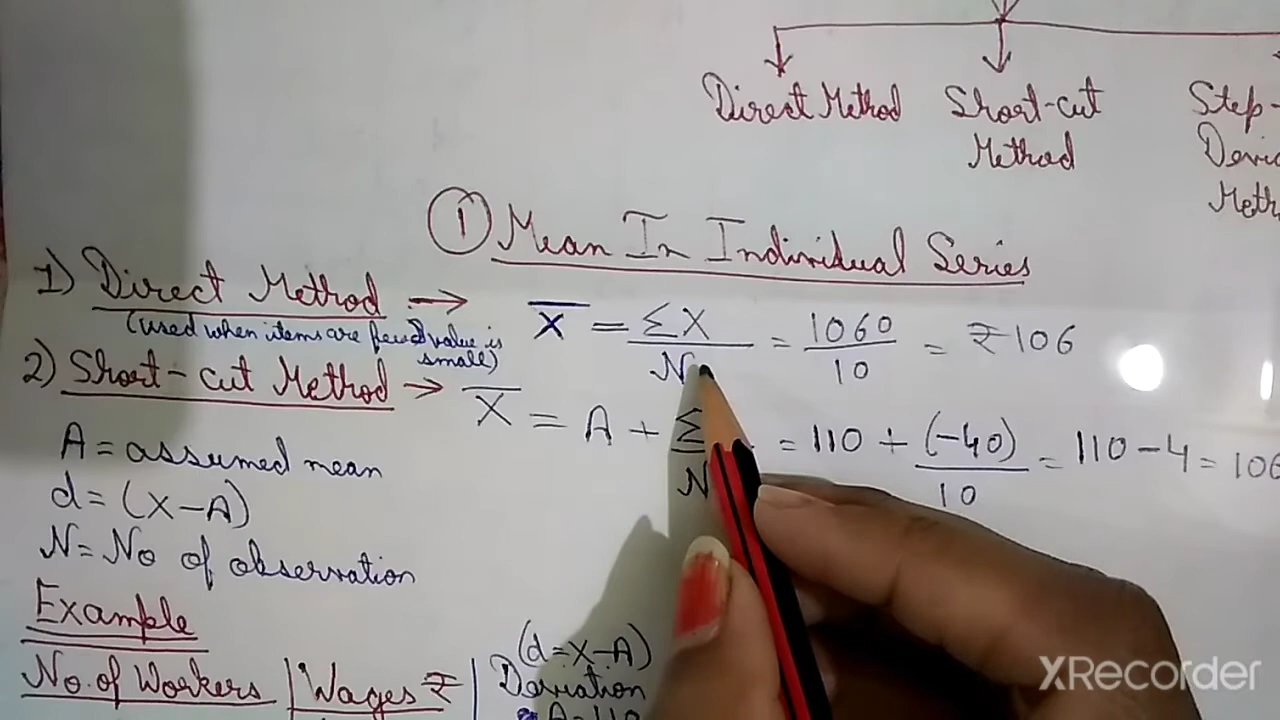 Direct Method Short-cut Method Step-
① Mean In Individual Series
1) Direct Method → X̅ = ΣX/N = 1060/10 = ₹106
(used when items are few & value is small)
2) Short-cut Method → X̅ = A + Σ /N = 110 + (-40)/10 = 110 - 4 = 106
A = assumed mean
d = (X-A)
N = No of observation
Example
No. of Workers | Wages ₹ | (d=X-A)
Deviation
A=110
XRecorder